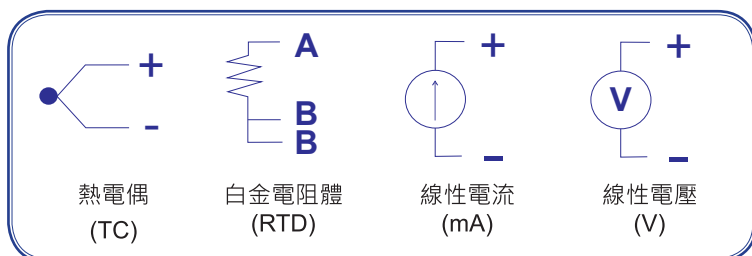 +
-
熱電偶
(TC)
A
B
B
白金電阻體
(RTD)
+
-
線性電流
(mA)
+
V
-
線性電壓
(V)